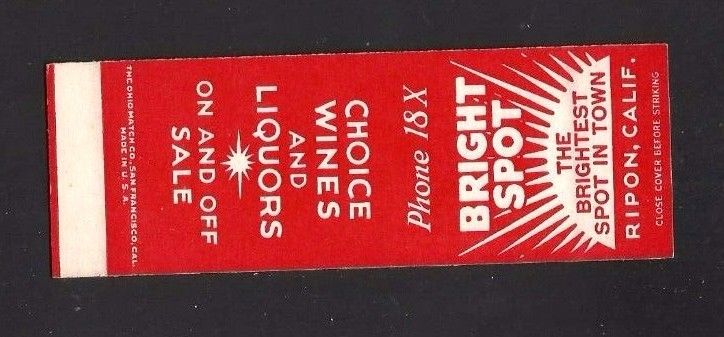 CLOSE COVER BEFORE STRIKING
RIPON, CALIF.
THE
BRIGHTEST
SPOT IN TOWN
BRIGHT
SPOT
Phone 18X
CHOICE
WINES
AND
LIQUORS
ON AND OFF
SALE
THE OHIO MATCH CO., SAN FRANCISCO, CAL.
MADE IN U. S. A.